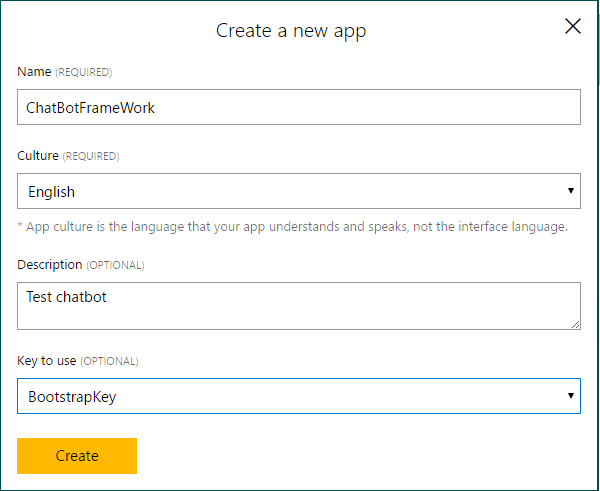 Create a new app
Name (REQUIRED)
ChatBotFrameWork
Culture (REQUIRED)
English
* App culture is the language that your app understands and speaks, not the interface language.
Description (OPTIONAL)
Test chatbot
Key to use (OPTIONAL)
BootstrapKey
Create